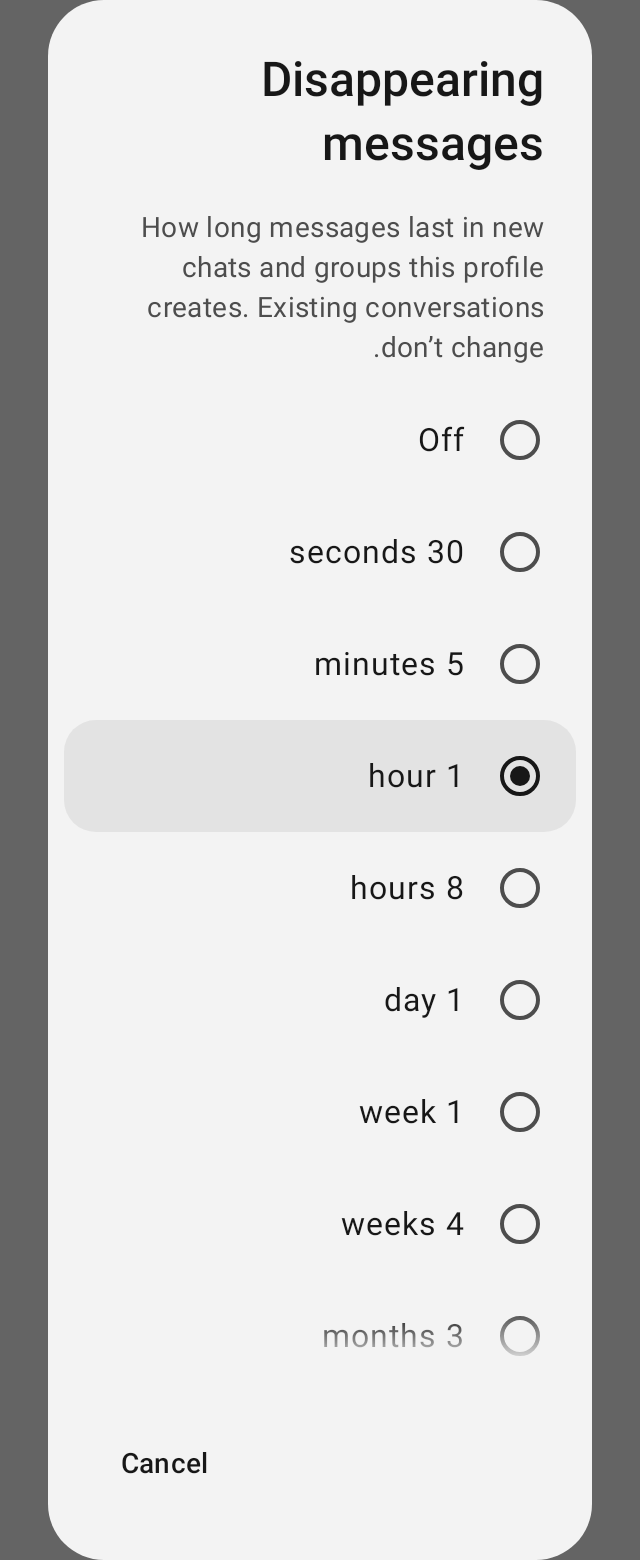 Disappearing
messages
How long messages last in new
chats and groups this profile
creates. Existing conversations
.don’t change
Off
seconds 30
minutes 5
hour 1
hours 8
day 1
week 1
weeks 4
months 3
Cancel